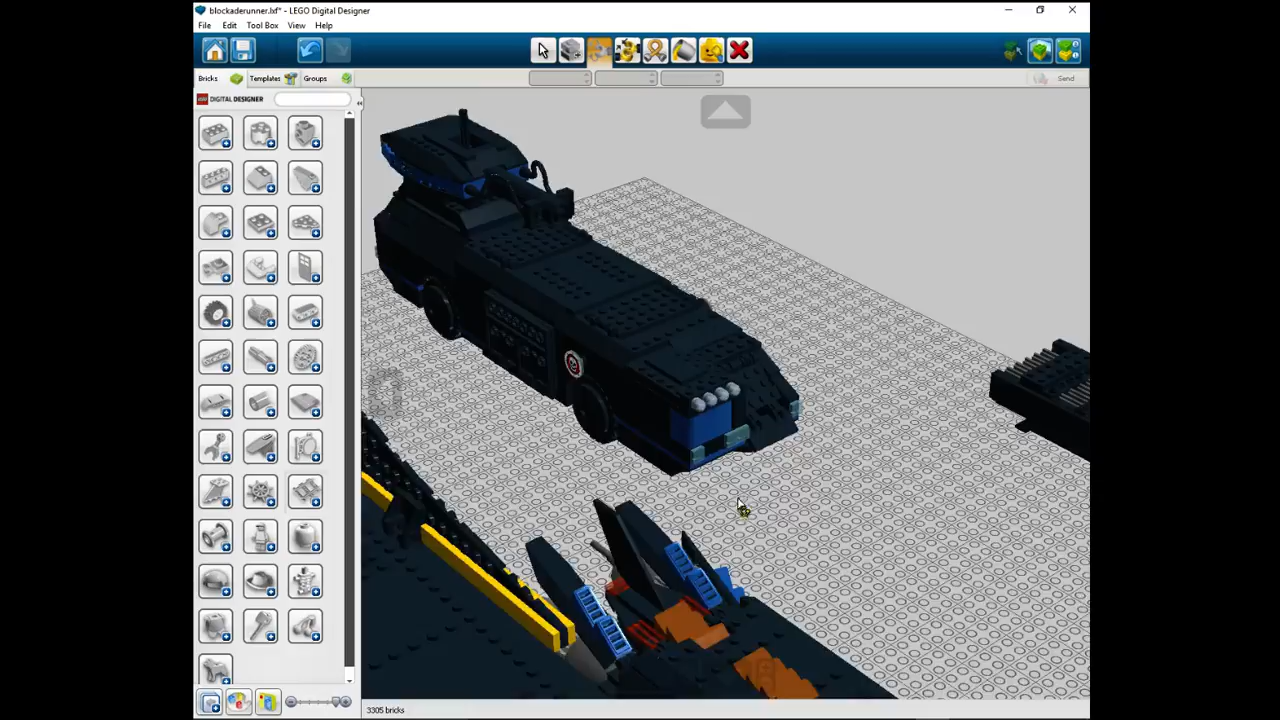 blockaderunner.lxf* - LEGO Digital Designer
File Edit Tool Box View Help
Bricks Templates Groups Send
LEGO DIGITAL DESIGNER
3305 bricks